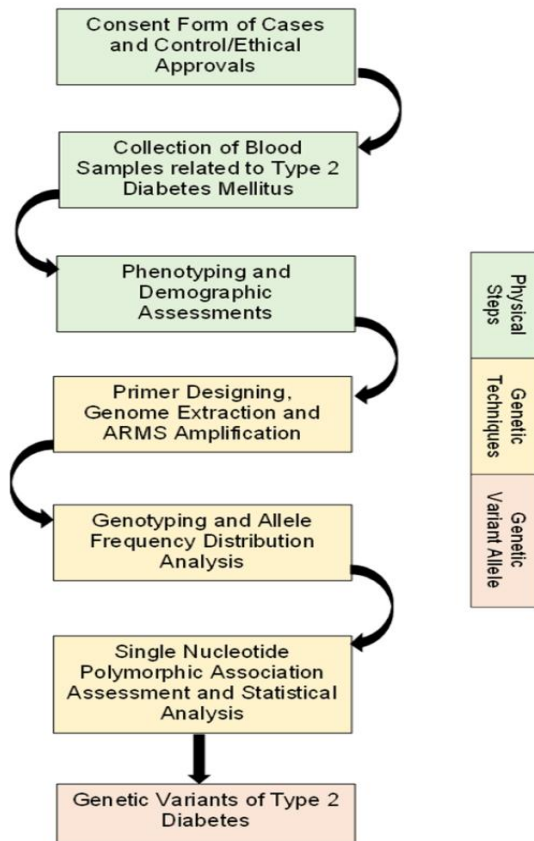 Consent Form of Cases
and Control/Ethical
Approvals
Collection of Blood
Samples related to Type 2
Diabetes Mellitus
Phenotyping and
Demographic
Assessments
Primer Designing,
Genome Extraction and
ARMS Amplification
Genotyping and Allele
Frequency Distribution
Analysis
Single Nucleotide
Polymorphic Association
Assessment and Statistical
Analysis
Genetic Variants of Type 2
Diabetes
Physical
Steps
Genetic
Techniques
Genetic
Variant Allele